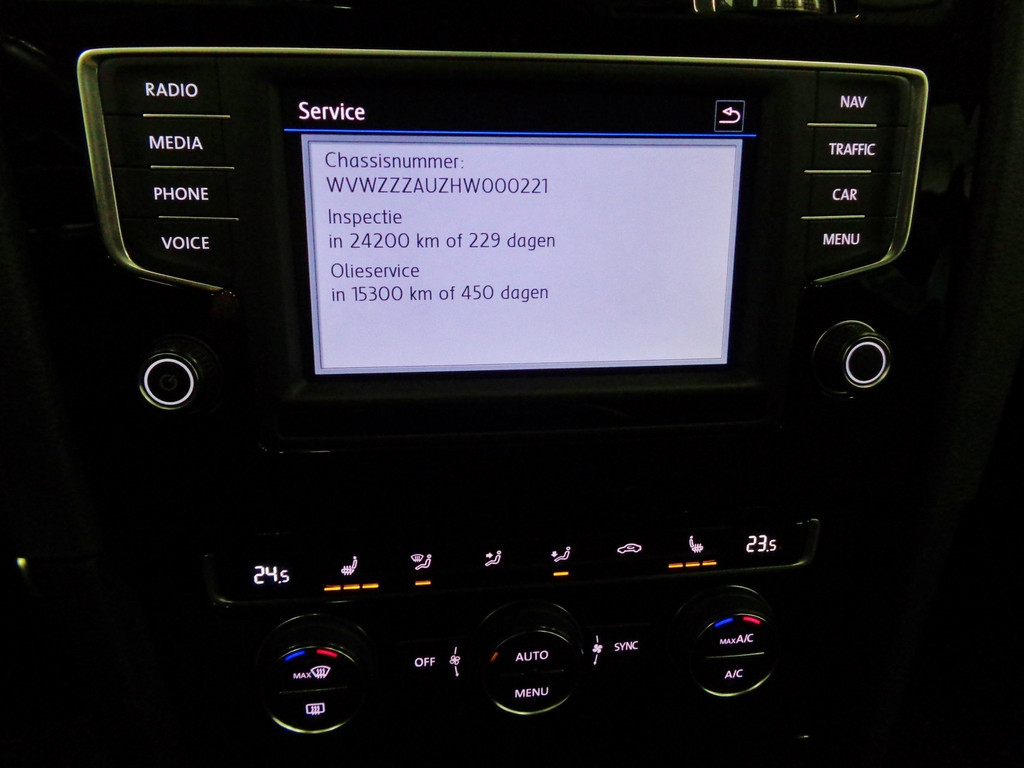 RADIO
MEDIA
PHONE
VOICE
Service
Chassisnummer:
WVWZZZAUZHW000221
Inspectie
in 24200 km of 229 dagen
Olieservice
in 15300 km of 450 dagen
NAV
TRAFFIC
CAR
MENU
24.5
23.5
MAX
OFF
AUTO
MENU
SYNC
MAX A/C
A/C